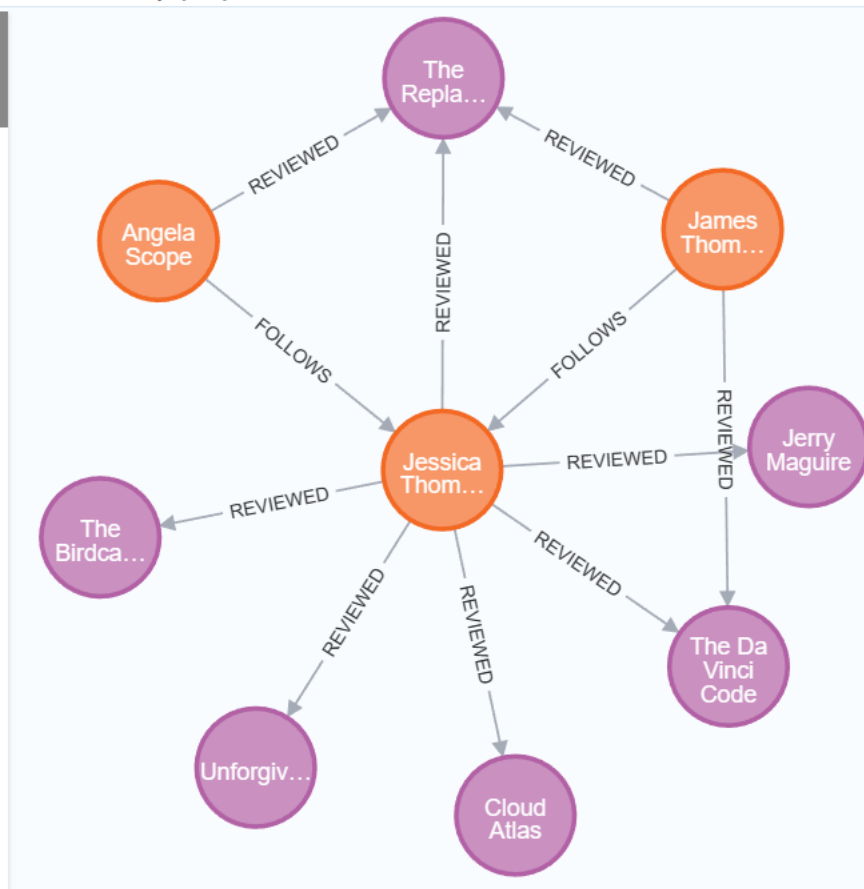 The
Repla…
REVIEWED
REVIEWED
James
Thom…
Angela
Scope
REVIEWED
FOLLOWS
FOLLOWS
REVIEWED
Jerry
Maguire
Jessica
Thom…
REVIEWED
REVIEWED
The
Birdca…
REVIEWED
REVIEWED
REVIEWED
The Da
Vinci
Code
Unforgiv…
Cloud
Atlas